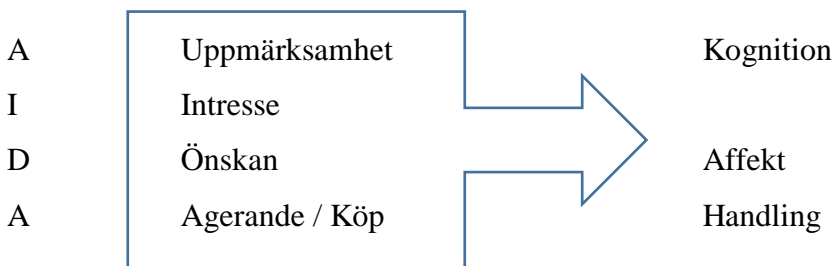 A Uppmärksamhet Kognition
I Intresse
D Önskan Affekt
A Agerande / Köp Handling